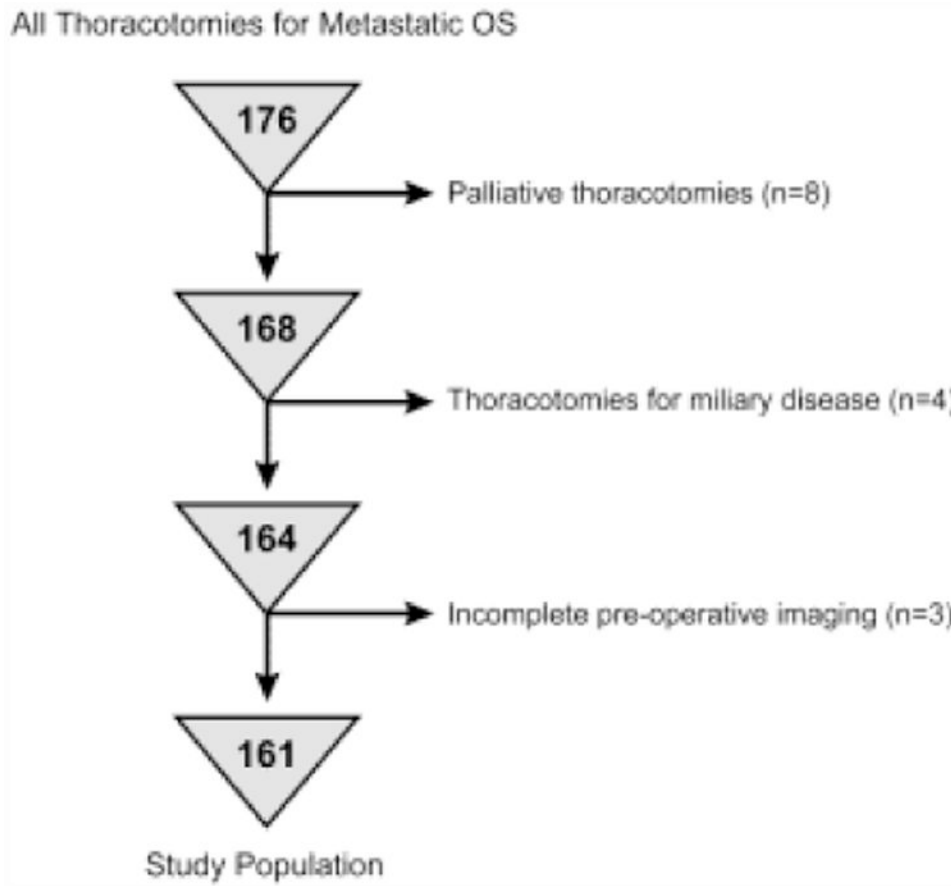 All Thoracotomies for Metastatic OS
176
Palliative thoracotomies (n=8)
168
Thoracotomies for miliary disease (n=4)
164
Incomplete pre-operative imaging (n=3)
161
Study Population